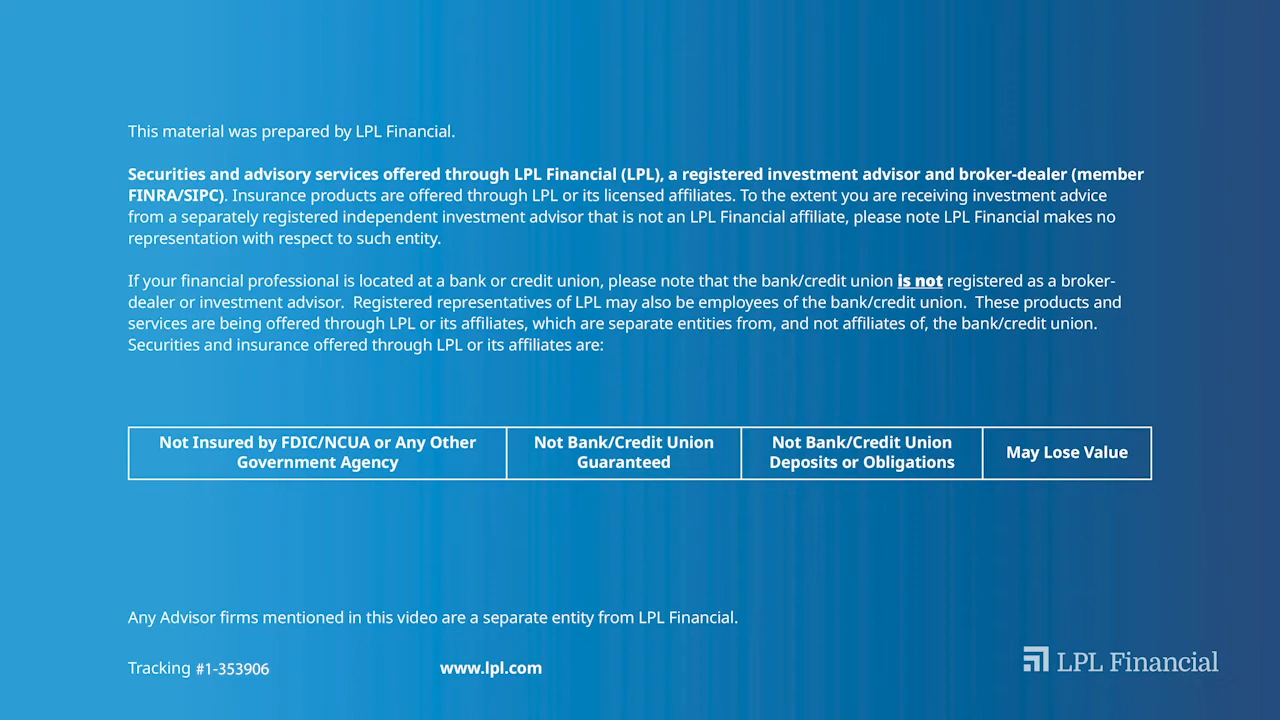 This material was prepared by LPL Financial.
Securities and advisory services offered through LPL Financial (LPL), a registered investment advisor and broker-dealer (member
FINRA/SIPC). Insurance products are offered through LPL or its licensed affiliates. To the extent you are receiving investment advice
from a separately registered independent investment advisor that is not an LPL Financial affiliate, please note LPL Financial makes no
representation with respect to such entity.
If your financial professional is located at a bank or credit union, please note that the bank/credit union is not registered as a broker-
dealer or investment advisor.  Registered representatives of LPL may also be employees of the bank/credit union.  These products and
services are being offered through LPL or its affiliates, which are separate entities from, and not affiliates of, the bank/credit union.
Securities and insurance offered through LPL or its affiliates are:
Not Insured by FDIC/NCUA or Any Other
Government Agency
Not Bank/Credit Union
Guaranteed
Not Bank/Credit Union
Deposits or Obligations
May Lose Value
Any Advisor firms mentioned in this video are a separate entity from LPL Financial.
Tracking #1-353906
www.lpl.com
LPL Financial